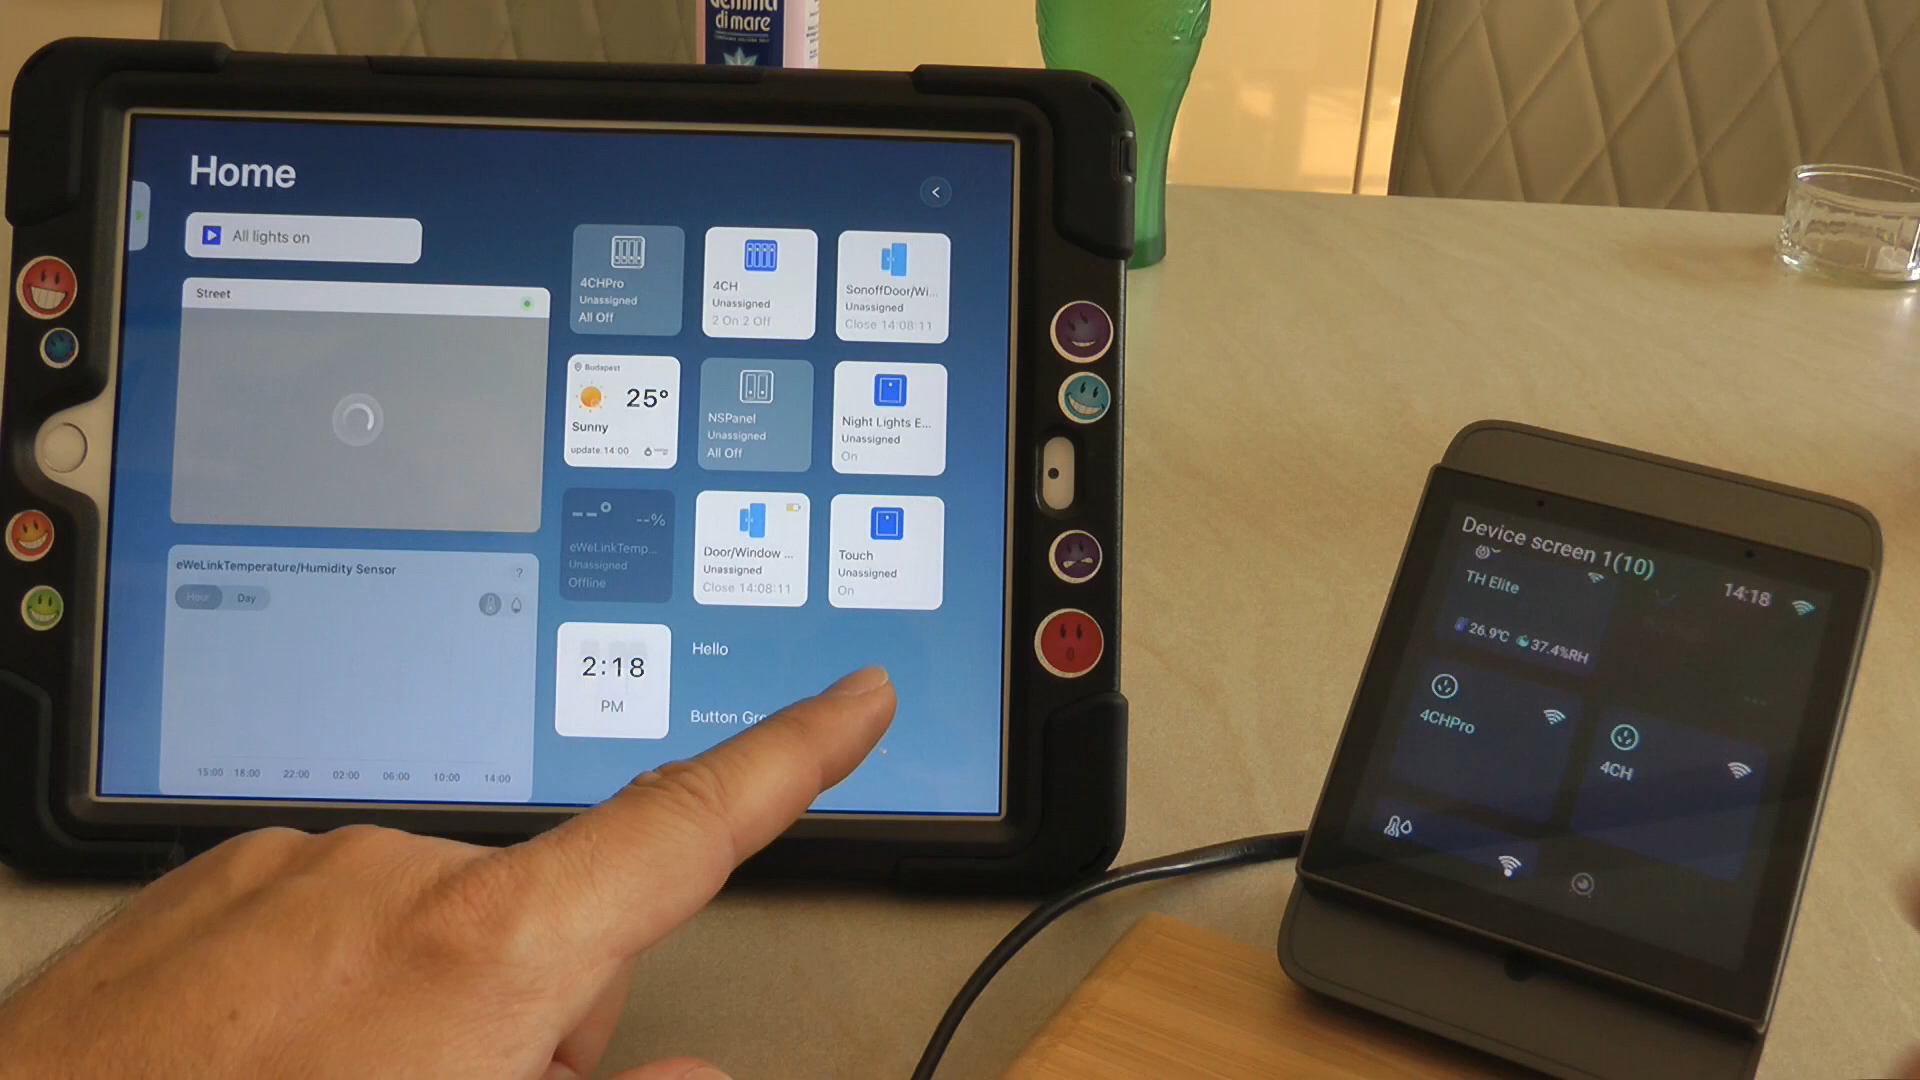 Gemma
di mare
Home
All lights on
Street
4CHPro
Unassigned
All Off
4CH
Unassigned
2 On 2 Off
SonoffDoor/Wi...
Unassigned
Close 14:08:11
Budapest
25°
Sunny
update:14:00
NSPanel
Unassigned
All Off
Night Lights E...
Unassigned
On
--°
--%
eWeLinkTemp...
Unassigned
Offline
Door/Window ...
Unassigned
Close 14:08:11
Touch
Unassigned
On
eWeLinkTemperature/Humidity Sensor
?
Hour
Day
15:00 18:00 22:00 02:00 06:00 10:00 14:00
2:18
PM
Hello
Button Gr
Device screen 1(10)
14:18
TH Elite
26.9°C 37.4%RH
4CHPro
4CH